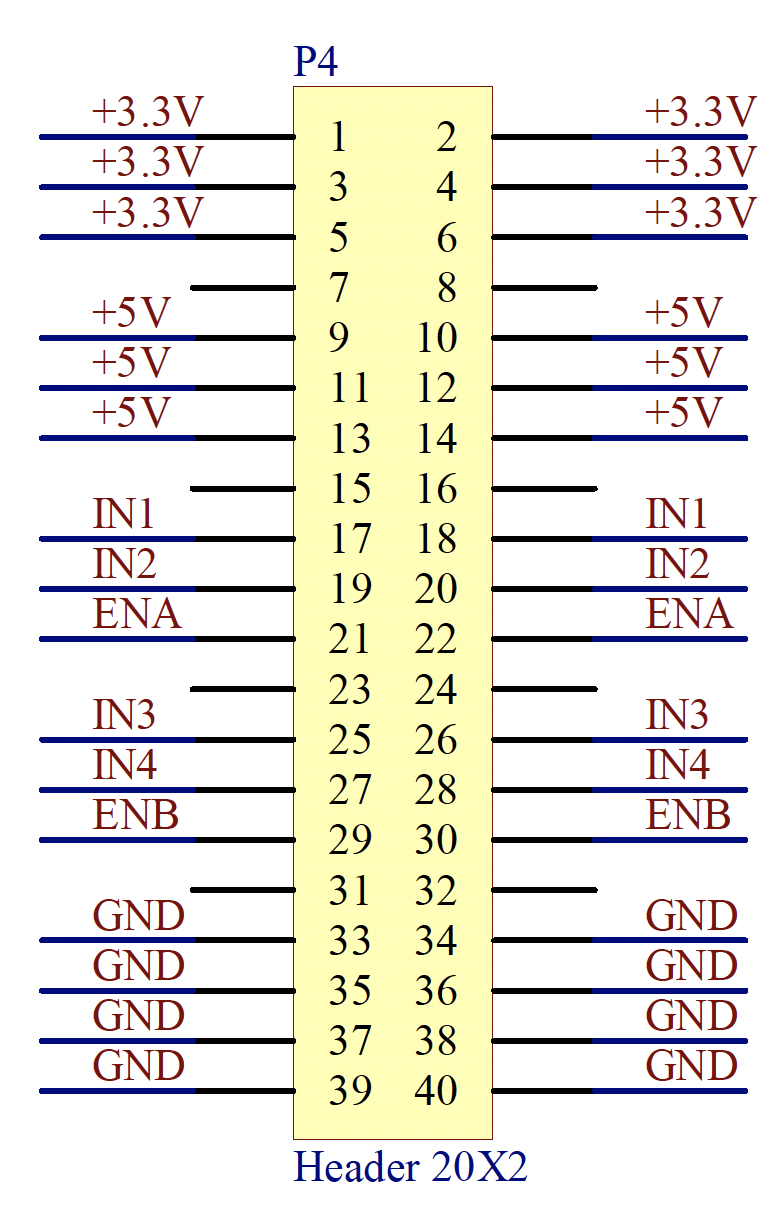 P4
+3.3V 1 2 +3.3V
+3.3V 3 4 +3.3V
+3.3V 5 6 +3.3V
7 8
+5V 9 10 +5V
+5V 11 12 +5V
+5V 13 14 +5V
15 16
IN1 17 18 IN1
IN2 19 20 IN2
ENA 21 22 ENA
23 24
IN3 25 26 IN3
IN4 27 28 IN4
ENB 29 30 ENB
31 32
GND 33 34 GND
GND 35 36 GND
GND 37 38 GND
GND 39 40 GND
Header 20X2